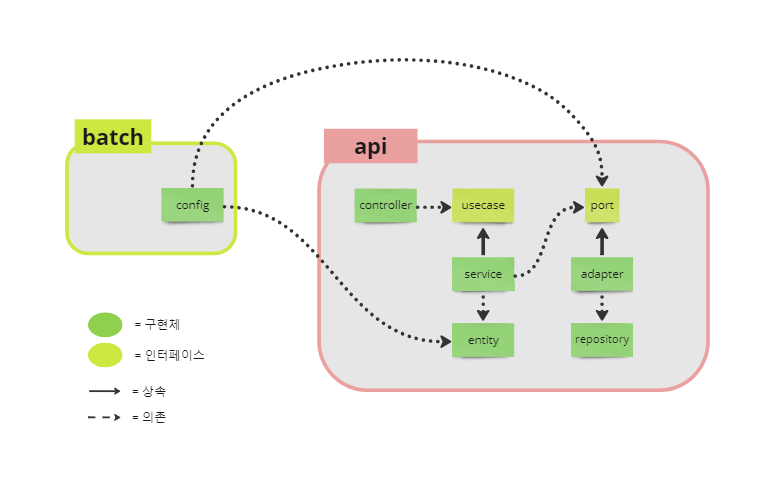 batch
api
config
controller
usecase
port
service
adapter
entity
repository
= 구현체
= 인터페이스
= 상속
= 의존